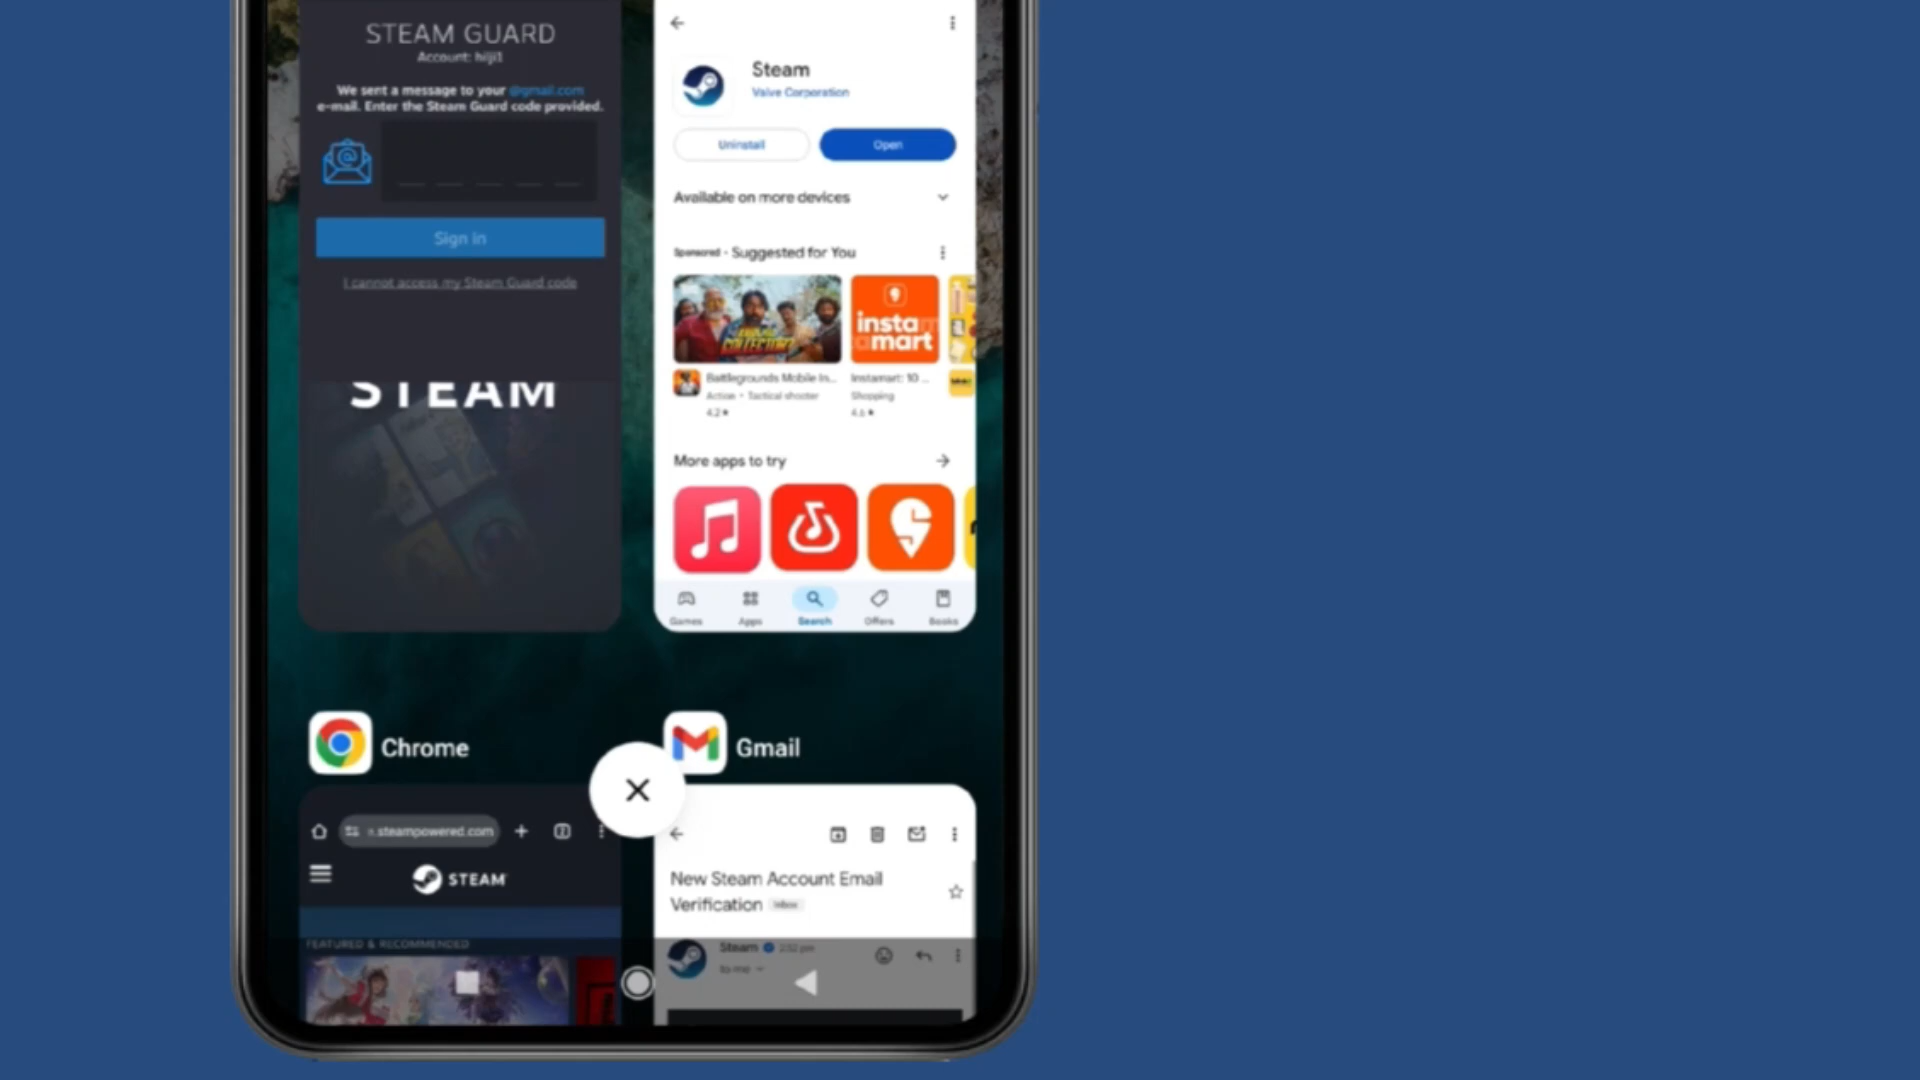 STEAM GUARD
Account: hiji1
We sent a message to your @gmail.com
e-mail. Enter the Steam Guard code provided.
Sign in
I cannot access my Steam Guard code
STEAM
Steam
Valve Corporation
Uninstall
Open
Available on more devices
Sponsored · Suggested for You
insta
mart
Battlegrounds Mobile In...
Action • Tactical shooter
4.2 ★
Instamart: 10 ...
Shopping
4.6 ★
More apps to try
Games
Apps
Search
Offers
Books
Chrome
Gmail
n.steampowered.com
STEAM
FEATURED & RECOMMENDED
New Steam Account Email
Verification Inbox
Steam 2:52 pm
to me